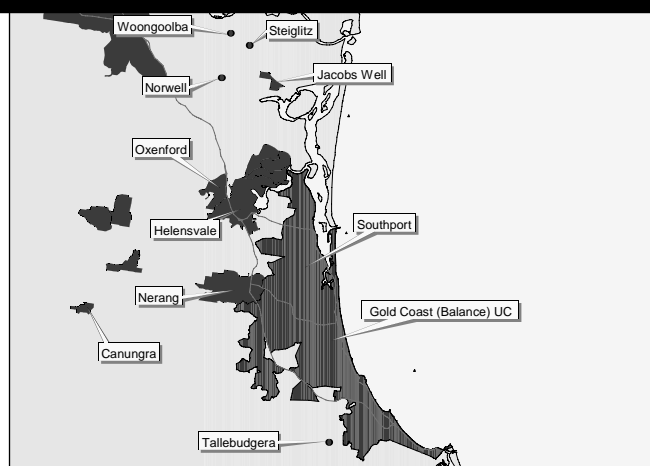 Woongoolba
Steiglitz
Jacobs Well
Norwell
Oxenford
Helensvale
Southport
Nerang
Gold Coast (Balance) UC
Canungra
Tallebudgera